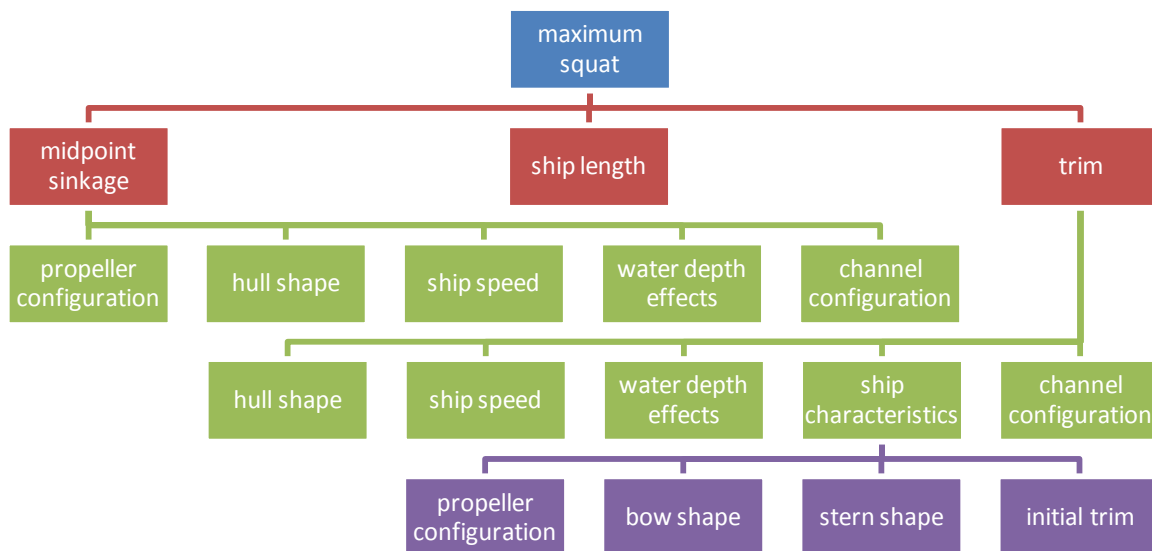 maximum
squat
midpoint
sinkage
ship length
trim
propeller
configuration
hull shape
ship speed
water depth
effects
channel
configuration
hull shape
ship speed
water depth
effects
ship
characteristics
channel
configuration
propeller
configuration
bow shape
stern shape
initial trim